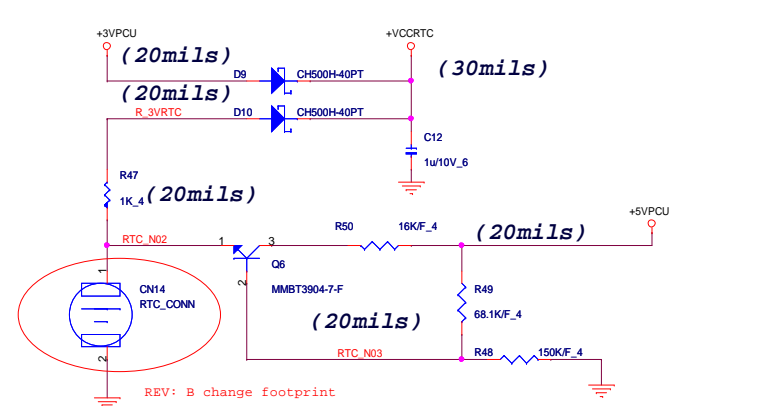 +3VPCU
+VCCRTC
(20mils)
(30mils)
D9
CH500H-40PT
(20mils)
R_3VRTC
D10
CH500H-40PT
C12
1u/10V_6
R47
1K_4
(20mils)
+5VPCU
R50
16K/F_4
(20mils)
RTC_N02
1
3
Q6
MMBT3904-7-F
2
1
CN14
RTC_CONN
R49
68.1K/F_4
(20mils)
RTC_N03
R48
150K/F_4
2
REV: B change footprint